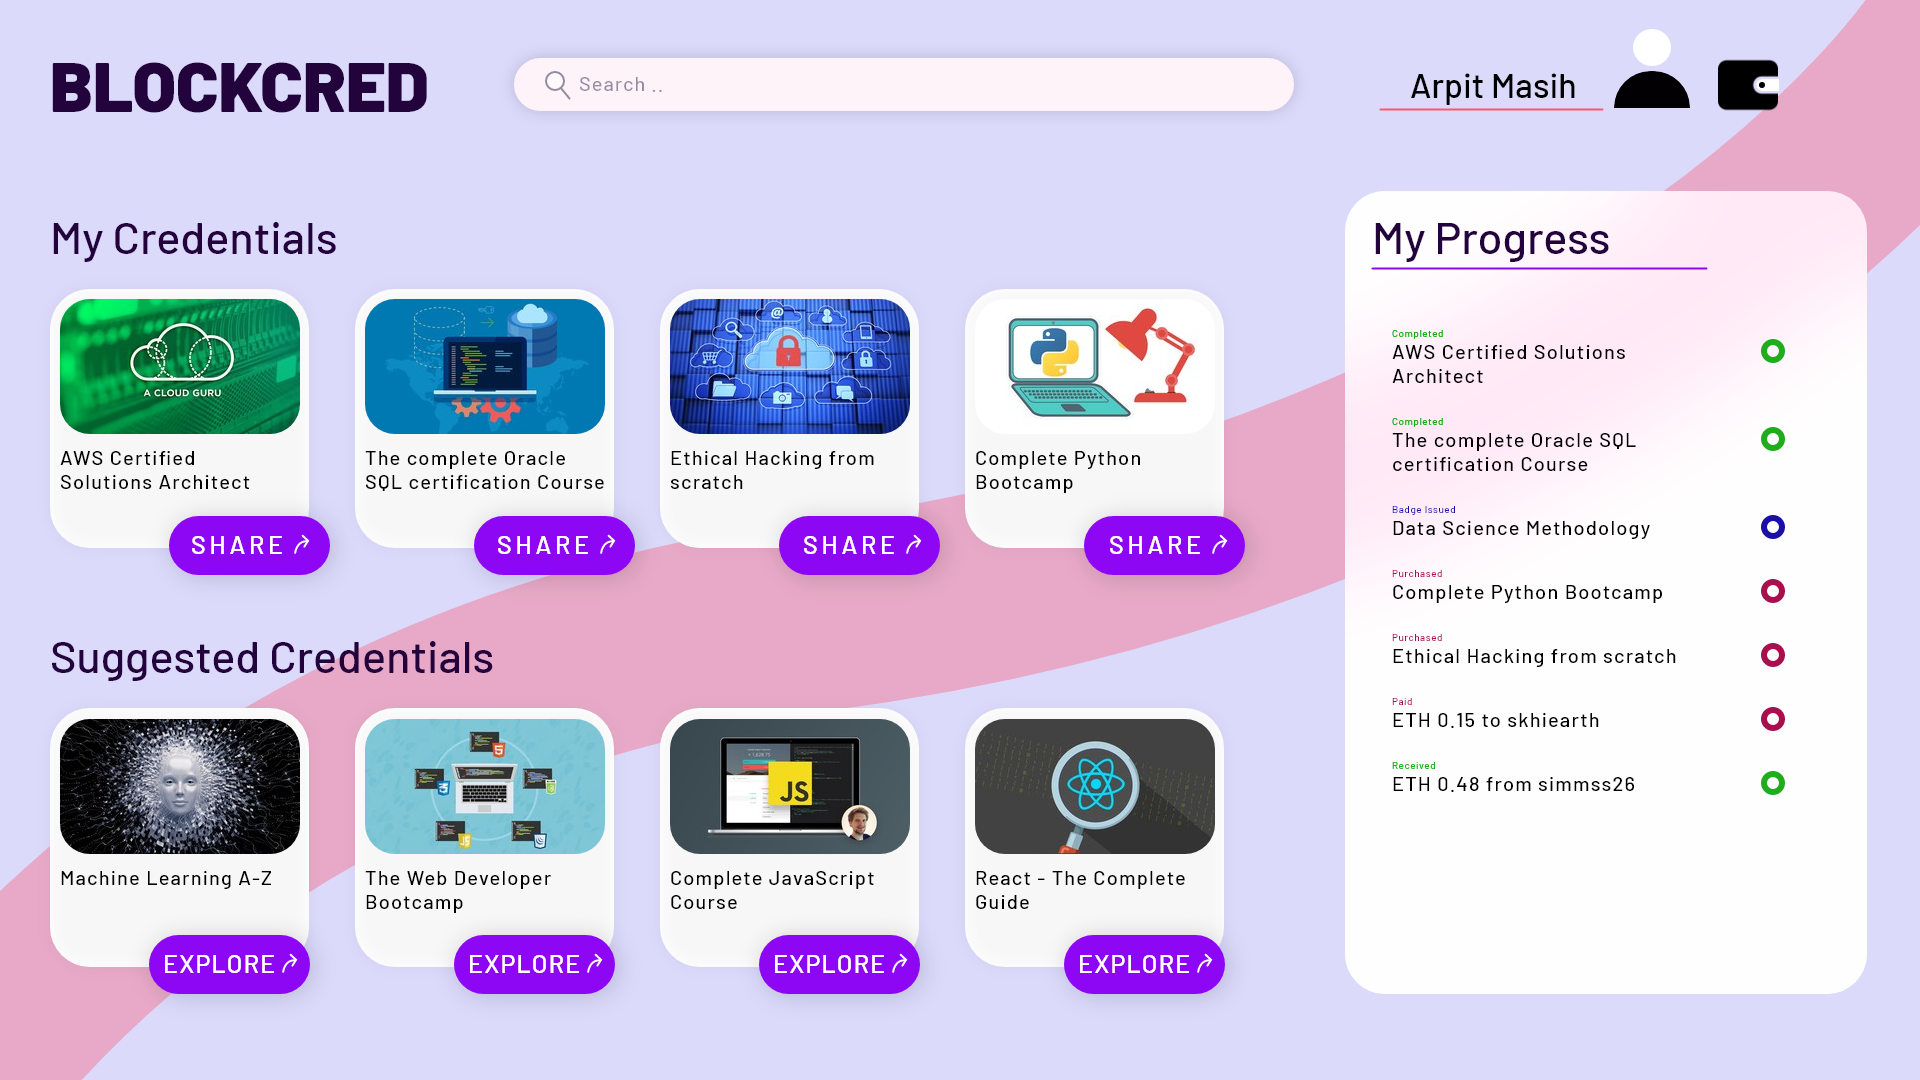 BLOCKCRED
Search ..
Arpit Masih
My Credentials
A CLOUD GURU
AWS Certified
Solutions Architect
SHARE
@
The complete Oracle
SQL certification Course
SHARE
Ethical Hacking from
scratch
SHARE
Complete Python
Bootcamp
SHARE
Suggested Credentials
Machine Learning A-Z
EXPLORE
5
3
JS
The Web Developer
Bootcamp
EXPLORE
JS
Complete JavaScript
Course
EXPLORE
React - The Complete
Guide
EXPLORE
My Progress
Completed
AWS Certified Solutions
Architect
Completed
The complete Oracle SQL
certification Course
Badge Issued
Data Science Methodology
Purchased
Complete Python Bootcamp
Purchased
Ethical Hacking from scratch
Paid
ETH 0.15 to skhiearth
Received
ETH 0.48 from simmss26